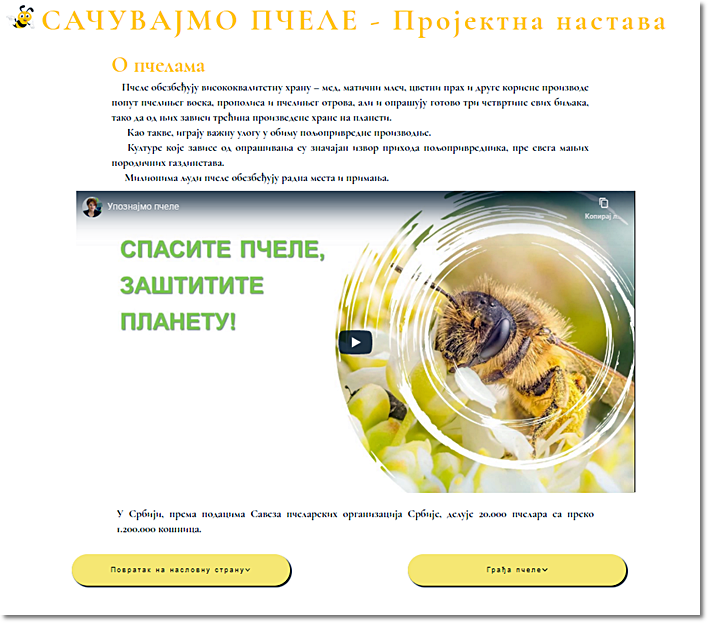 САЧУВАЈМО ПЧЕЛЕ - Пројектна настава
О пчелама
Пчеле обезбеђују висококвалитетну храну – мед, матични млеч, цветни прах и друге корисне производе
попут пчелињег воска, прополиса и пчелињег отрова, али и опрашују готово три четвртине свих биљака,
тако да од њих зависи трећина произведене хране на планети.
Као такве, играју важну улогу у обиму пољопривредне производње.
Културе које зависе од опрашивања су значајан извор прихода пољопривредника, пре свега мањих
породичних газдинстава.
Милионима људи пчеле обезбеђују радна места и примања.
Упознајмо пчеле
Копирај л...
СПАСИТЕ ПЧЕЛЕ,
ЗАШТИТИТЕ
ПЛАНЕТУ!
У Србији, према подацима Савеза пчеларских организација Србије, делује 20.000 пчелара са преко
1.200.000 кошница.
Повратак на насловну страну
Грађа пчеле